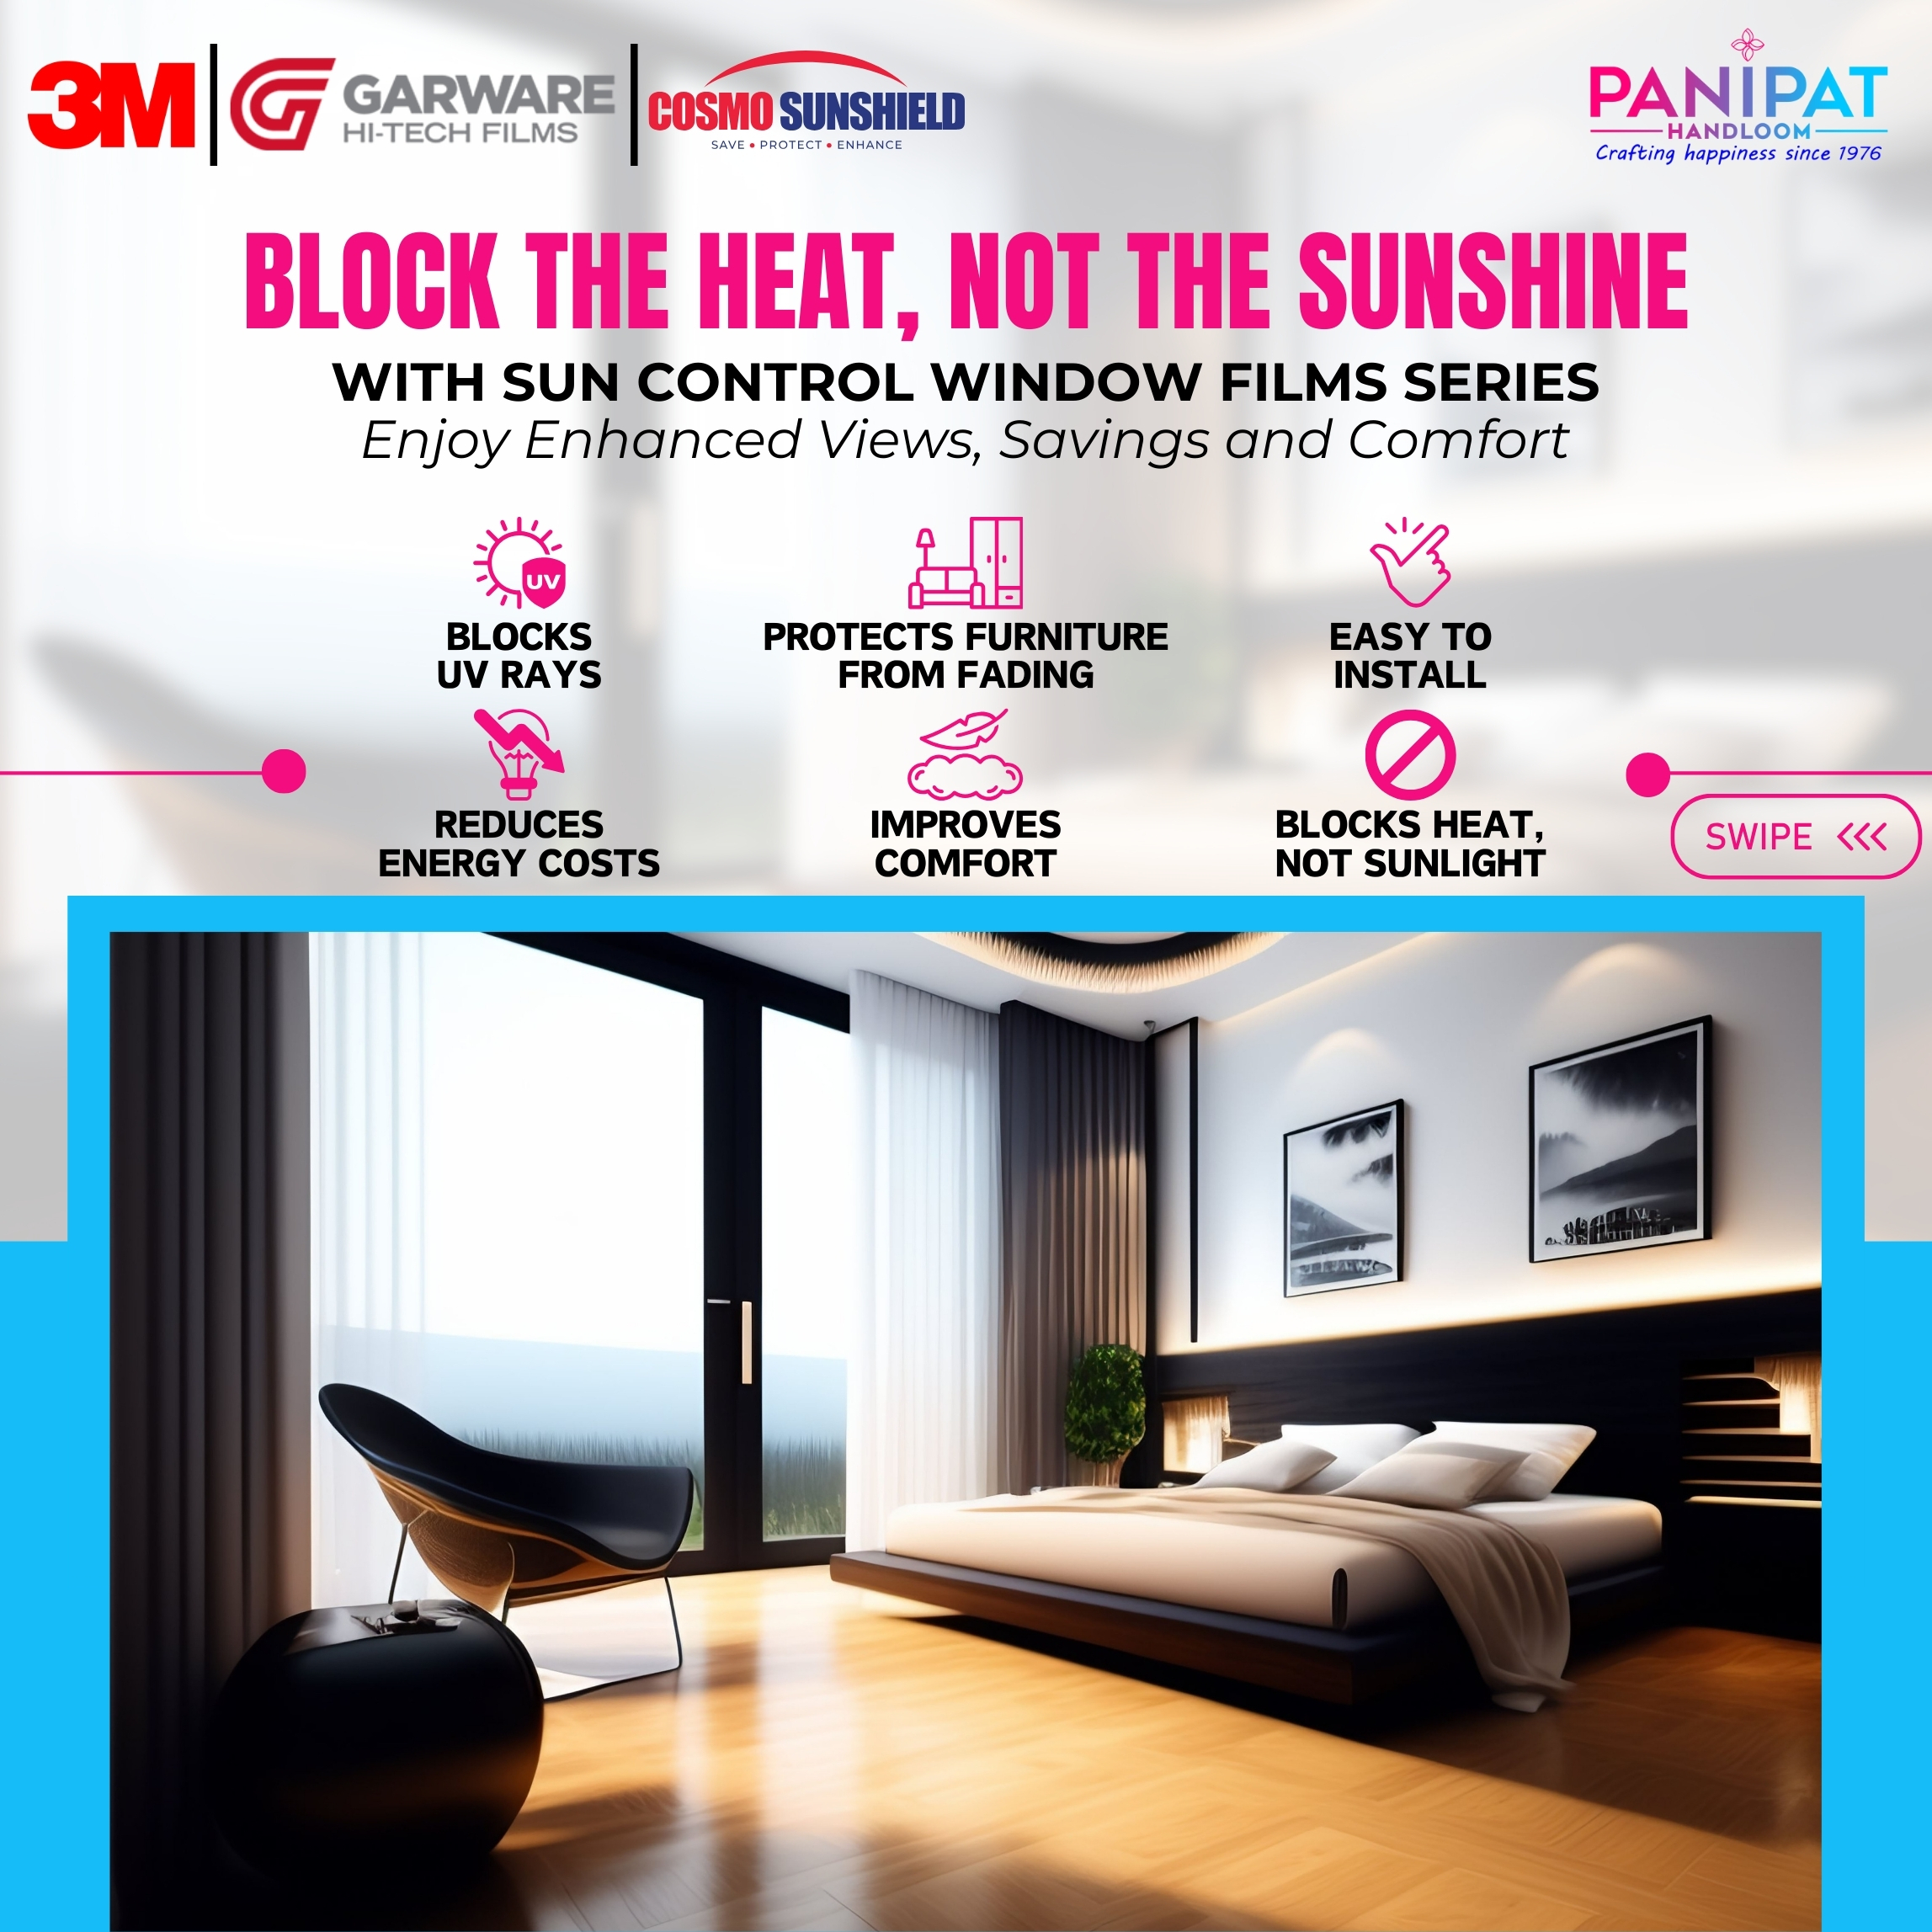 3M
GARWARE
HI-TECH FILMS
COSMO SUNSHIELD
SAVE • PROTECT • ENHANCE
PANIPAT
HANDLOOM
Crafting happiness since 1976
BLOCK THE HEAT, NOT THE SUNSHINE
WITH SUN CONTROL WINDOW FILMS SERIES
Enjoy Enhanced Views, Savings and Comfort
UV
BLOCKS
UV RAYS
PROTECTS FURNITURE
FROM FADING
EASY TO
INSTALL
REDUCES
ENERGY COSTS
IMPROVES
COMFORT
BLOCKS HEAT,
NOT SUNLIGHT
SWIPE